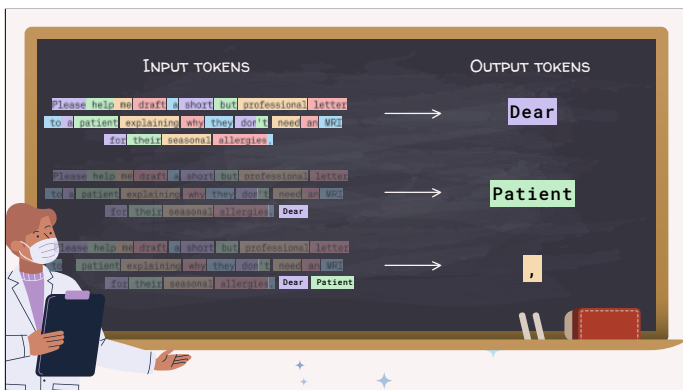 INPUT TOKENS
OUTPUT TOKENS
Please help me draft a short but professional letter
to a patient explaining why they don't need an MRI
for their seasonal allergies.
Dear
Please help me draft a short but professional letter
to a patient explaining why they don't need an MRI
for their seasonal allergies. Dear
Patient
Please help me draft a short but professional letter
patient explaining why they don't need an MRI
for their seasonal allergies. Dear Patient
,